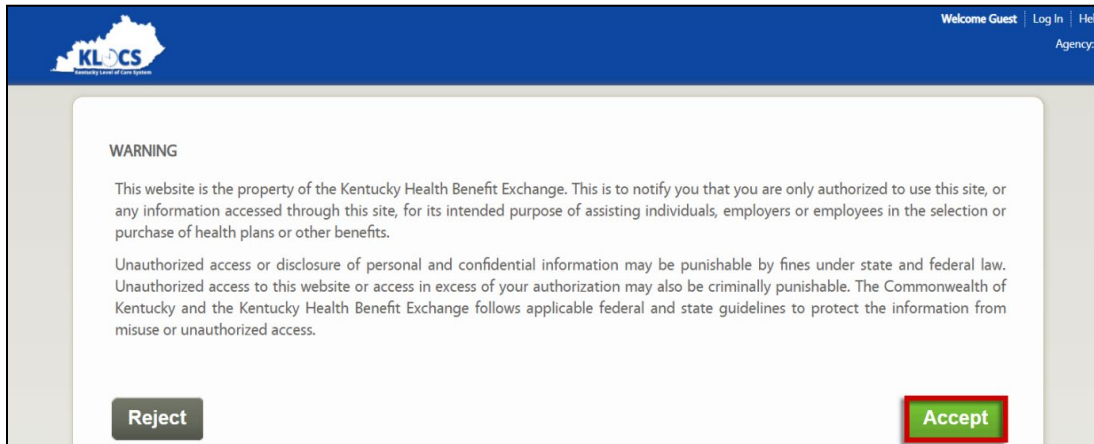 Welcome Guest Log In Hel
Agency:
KLOCS
Kentucky Level of Care System
WARNING
This website is the property of the Kentucky Health Benefit Exchange. This is to notify you that you are only authorized to use this site, or
any information accessed through this site, for its intended purpose of assisting individuals, employers or employees in the selection or
purchase of health plans or other benefits.
Unauthorized access or disclosure of personal and confidential information may be punishable by fines under state and federal law.
Unauthorized access to this website or access in excess of your authorization may also be criminally punishable. The Commonwealth of
Kentucky and the Kentucky Health Benefit Exchange follows applicable federal and state guidelines to protect the information from
misuse or unauthorized access.
Reject Accept